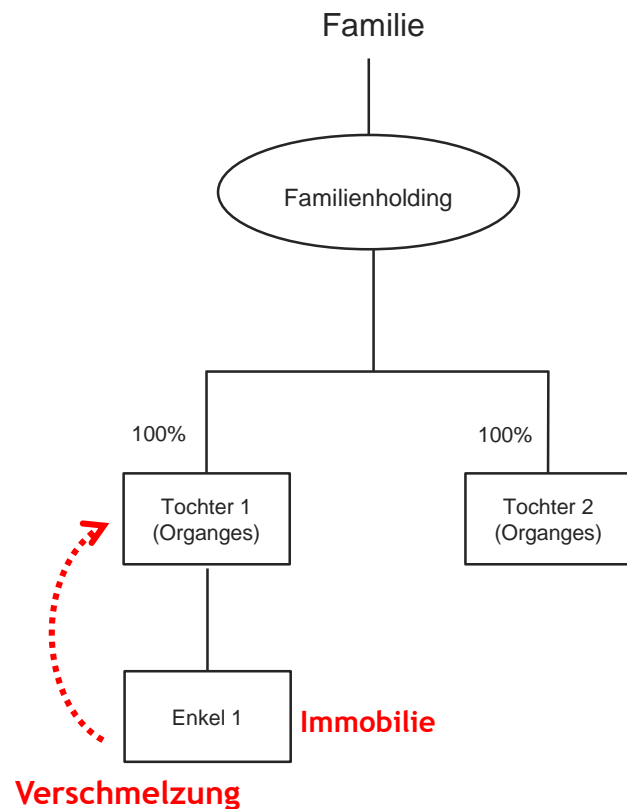 Familie
Familienholding
100%
100%
Tochter 1
(Organges)
Tochter 2
(Organges)
Enkel 1
Immobilie
Verschmelzung